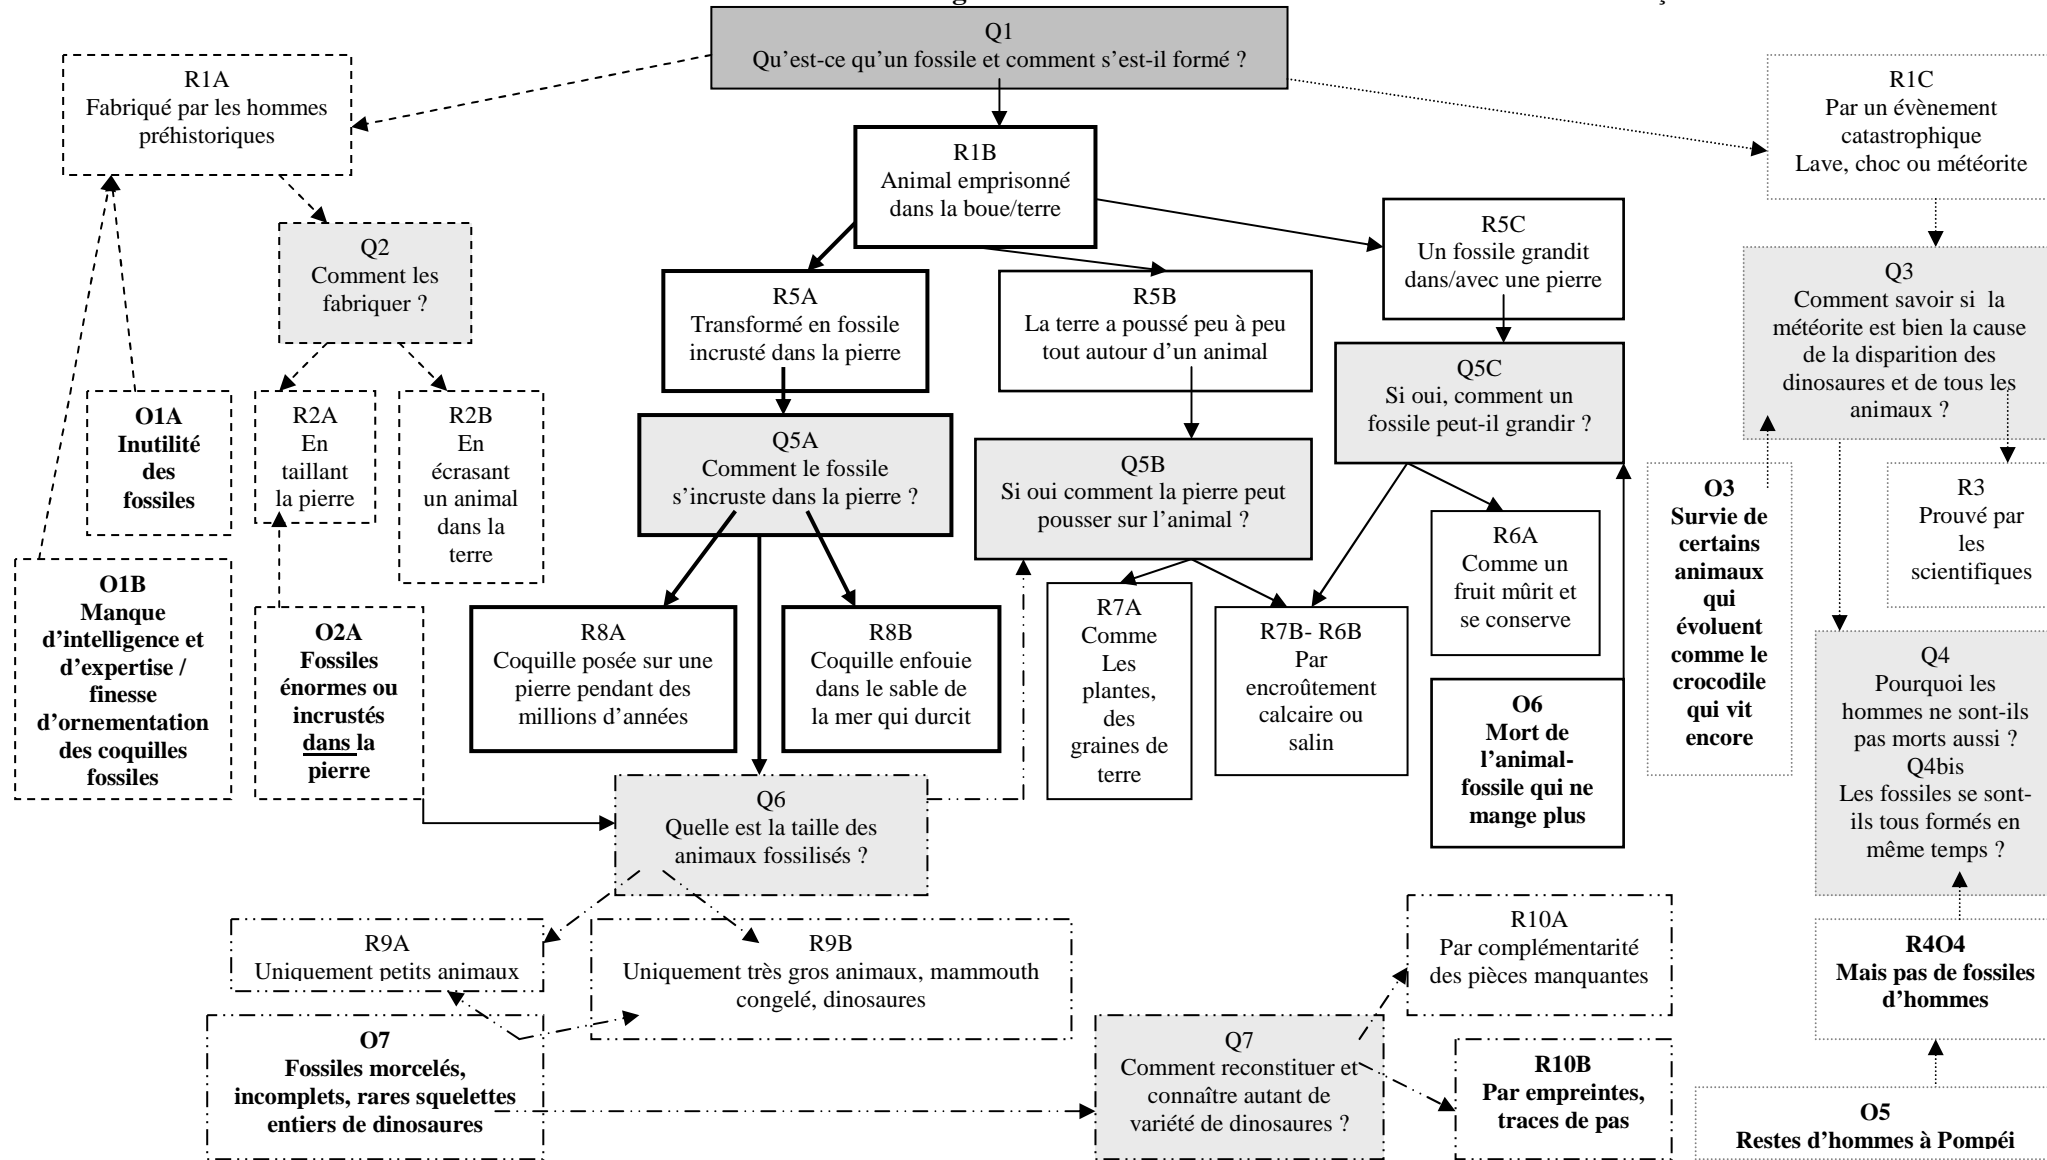 Q1
Qu’est-ce qu’un fossile et comment s’est-il formé ?
R1A
Fabriqué par les hommes
préhistoriques
R1C
Par un évènement
catastrophique
Lave, choc ou météorite
R1B
Animal emprisonné
dans la boue/terre
Q2
Comment les
fabriquer ?
R5A
Transformé en fossile
incrusté dans la pierre
R5B
La terre a poussé peu à peu
tout autour d’un animal
R5C
Un fossile grandit
dans/avec une pierre
Q3
Comment savoir si la
météorite est bien la cause
de la disparition des
dinosaures et de tous les
animaux ?
O1A
Inutilité
des
fossiles
R2A
En
taillant
la pierre
R2B
En
écrasant
un animal
dans la
terre
Q5A
Comment le fossile
s’incruste dans la pierre ?
Q5B
Si oui comment la pierre peut
pousser sur l’animal ?
Q5C
Si oui, comment un
fossile peut-il grandir ?
O3
Survie de
certains
animaux
qui
évoluent
comme le
crocodile
qui vit
encore
R3
Prouvé par
les
scientifiques
O1B
Manque
d’intelligence et
d’expertise /
finesse
d’ornementation
des coquilles
fossiles
O2A
Fossiles
énormes ou
incrustés
dans la
pierre
R8A
Coquille posée sur une
pierre pendant des
millions d’années
R8B
Coquille enfouie
dans le sable de
la mer qui durcit
R7A
Comme
Les
plantes,
des
graines de
terre
R7B- R6B
Par
encroûtement
calcaire ou
salin
R6A
Comme un
fruit mûrit et
se conserve
O6
Mort de
l’animal-
fossile qui ne
mange plus
Q4
Pourquoi les
hommes ne sont-ils
pas morts aussi ?
Q4bis
Les fossiles se sont-
ils tous formés en
même temps ?
Q6
Quelle est la taille des
animaux fossilisés ?
R9A
Uniquement petits animaux
R9B
Uniquement très gros animaux, mammouth
congelé, dinosaures
R10A
Par complémentarité
des pièces manquantes
R4O4
Mais pas de fossiles
d’hommes
O7
Fossiles morcelés,
incomplets, rares squelettes
entiers de dinosaures
Q7
Comment reconstituer et
connaître autant de
variété de dinosaures ?
R10B
Par empreintes,
traces de pas
O5
Restes d’hommes à Pompéi